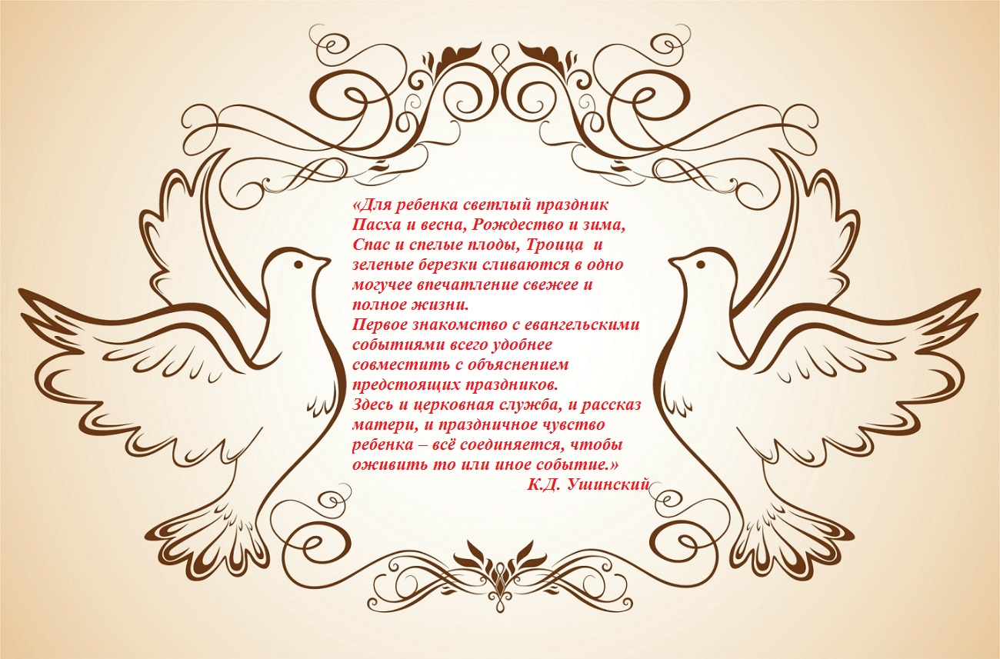 «Для ребенка светлый праздник
Пасха и весна, Рождество и зима,
Спас и спелые плоды, Троица  и
зеленые березки сливаются в одно
могучее впечатление свежее и
полное жизни.
Первое знакомство с евангельскими
событиями всего удобнее
совместить с объяснением
предстоящих праздников.
Здесь и церковная служба, и рассказ
матери, и праздничное чувство
ребенка – всё соединяется, чтобы
оживить то или иное событие.»
К.Д. Ушинский